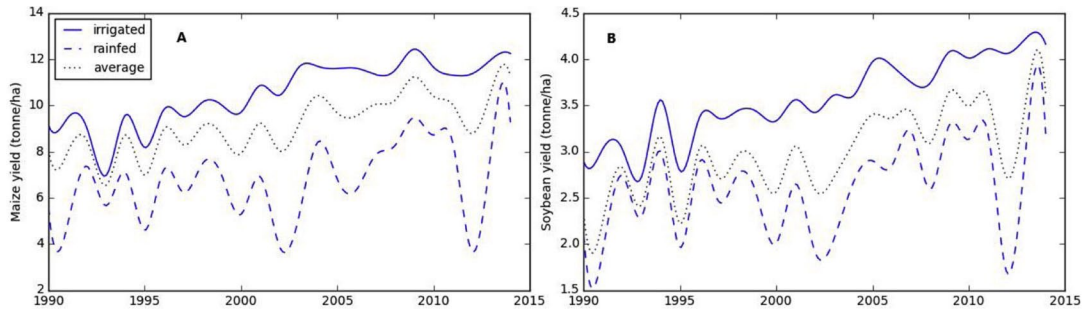 A
irrigated
rainfed
average
Maize yield (tonne/ha)
14
12
10
8
6
4
2
1990 1995 2000 2005 2010 2015
B
Soybean yield (tonne/ha)
4.5
4.0
3.5
3.0
2.5
2.0
1.5
1990 1995 2000 2005 2010 2015